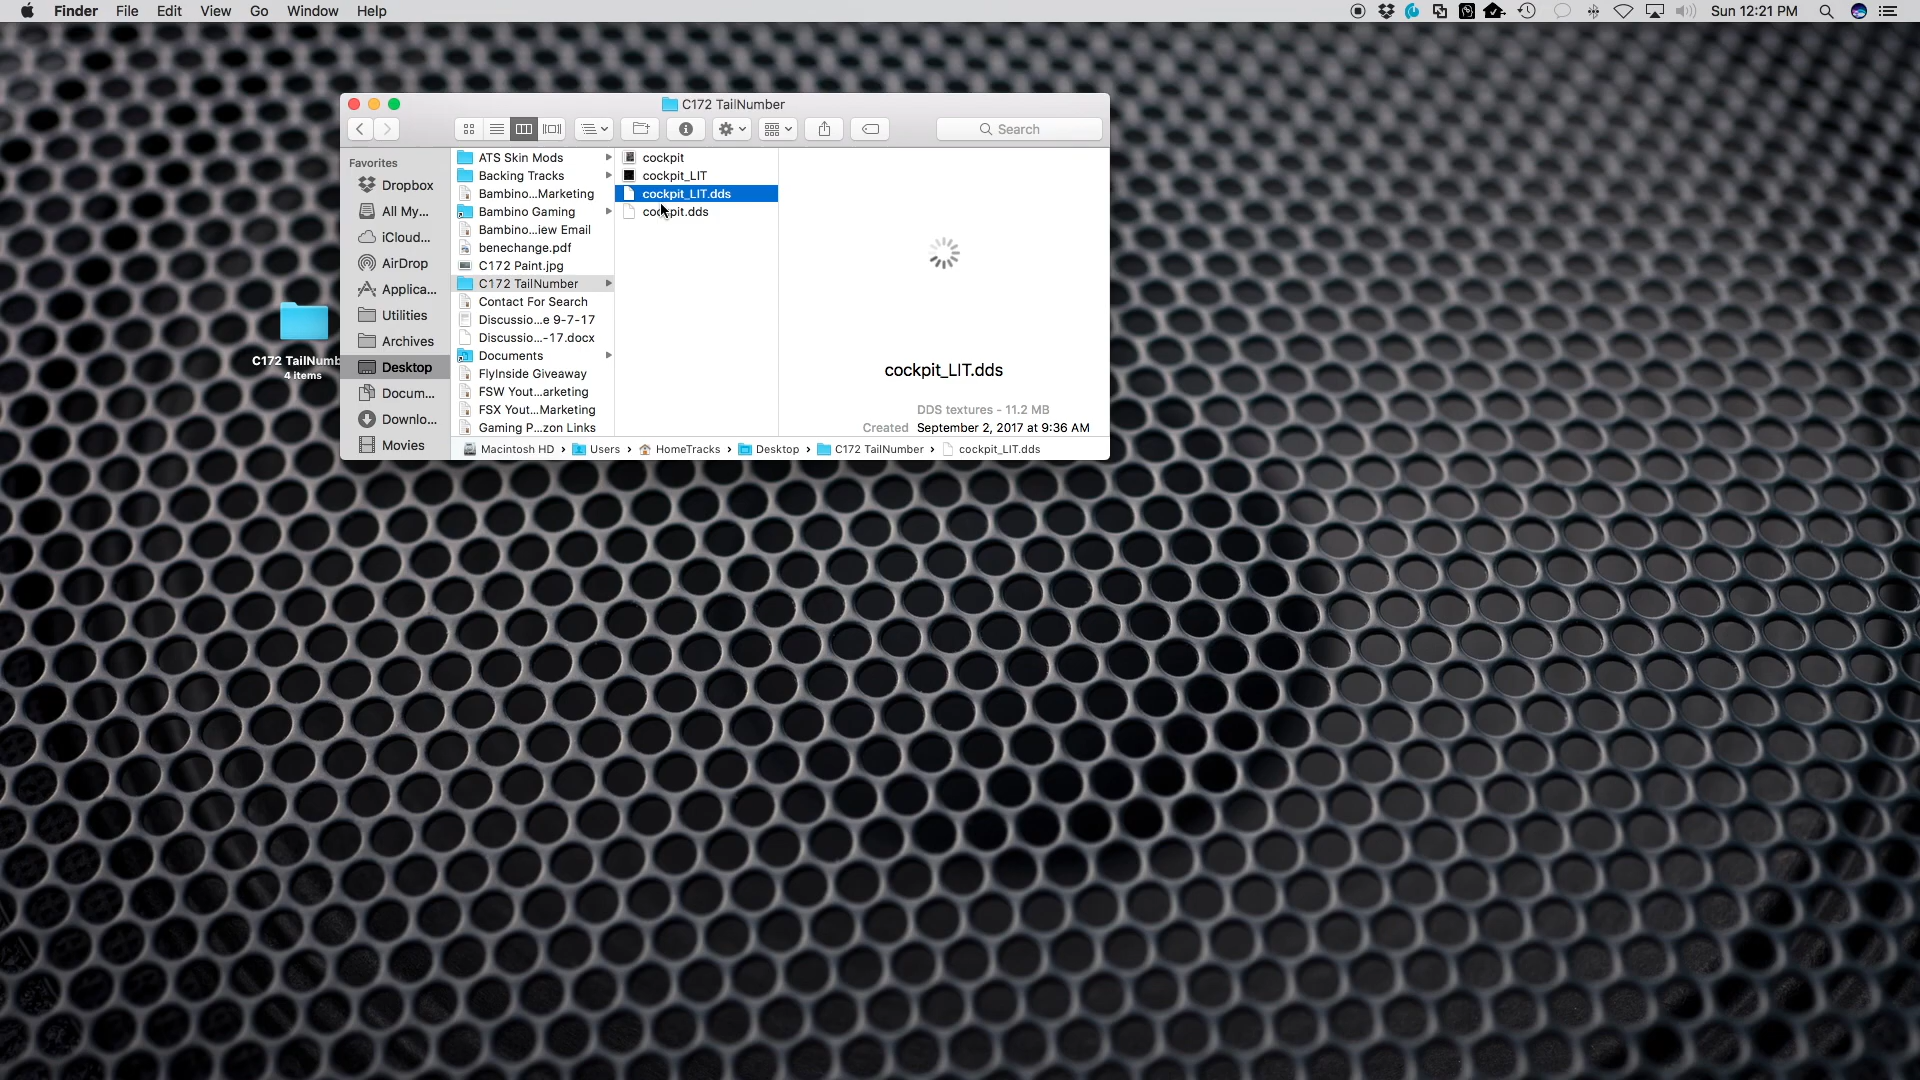 Finder File Edit View Go Window Help
Sun 12:21 PM
C172 TailNumber
Search
Favorites
Dropbox
All My...
iCloud...
AirDrop
Applica...
Utilities
Archives
Desktop
Docum...
Downlo...
Movies
ATS Skin Mods
Backing Tracks
Bambino...Marketing
Bambino Gaming
Bambino...iew Email
benechange.pdf
C172 Paint.jpg
C172 TailNumber
Contact For Search
Discussio...e 9-7-17
Discussio...-17.docx
Documents
FlyInside Giveaway
FSW Yout...arketing
FSX Yout...Marketing
Gaming P...zon Links
cockpit
cockpit_LIT
cockpit_LIT.dds
cockpit.dds
cockpit_LIT.dds
DDS textures - 11.2 MB
Created September 2, 2017 at 9:36 AM
Macintosh HD › Users › HomeTracks › Desktop › C172 TailNumber › cockpit_LIT.dds
C172 TailNumb
4 items